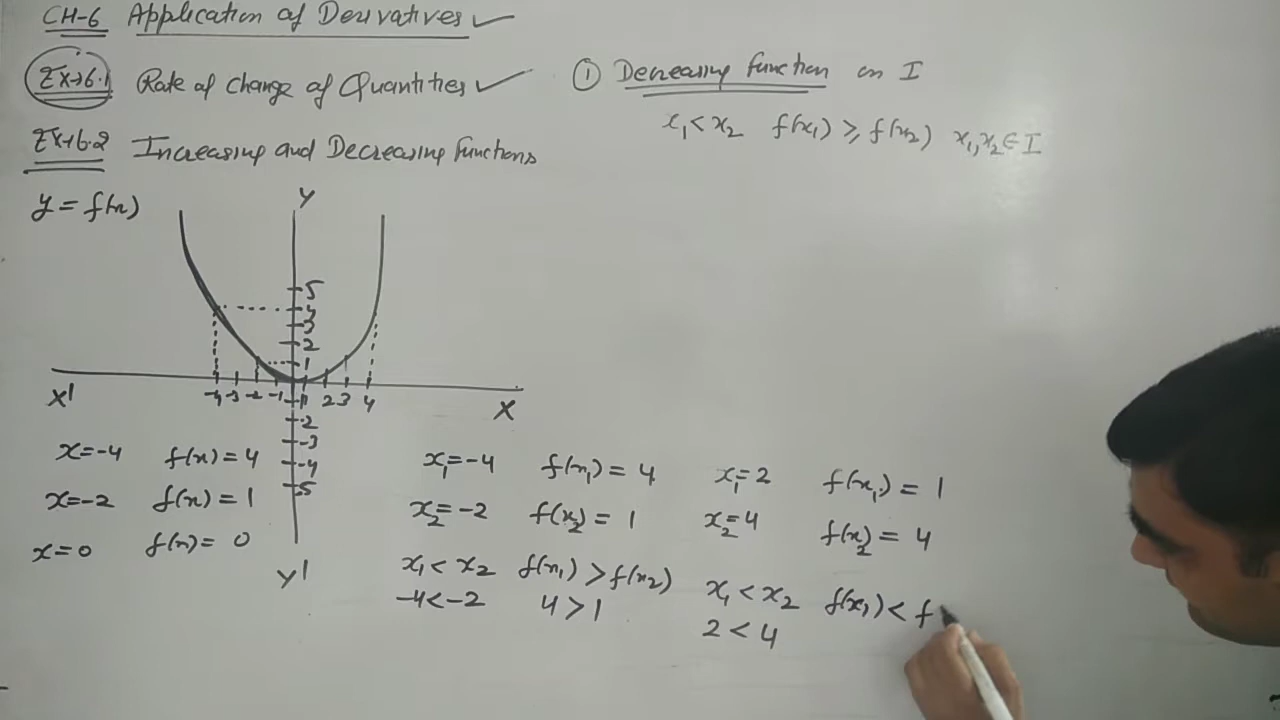 CH-6 Application of Derivatives ✓
Ex→6.1 Rate of change of Quantities ✓
Ex→6.2 Increasing and Decreasing functions
y = f(x)
① Decreasing function on I
x₁ < x₂ f(x₁) ≥ f(x₂) x₁, x₂ ∈ I
Y
5
4
3
2
1
X' -4 -3 -2 -1 1 2 3 4 X
-1
-2
-3
-4
-5
Y'
x=-4 f(x) = 4
x=-2 f(x) = 1
x=0 f(x) = 0
x₁=-4 f(x₁) = 4
x₂=-2 f(x₂) = 1
x₁ < x₂ f(x₁) > f(x₂)
-4<-2 4 > 1
x₁=2 f(x₁) = 1
x₂=4 f(x₂) = 4
x₁ < x₂ f(x₁) < f
2 < 4